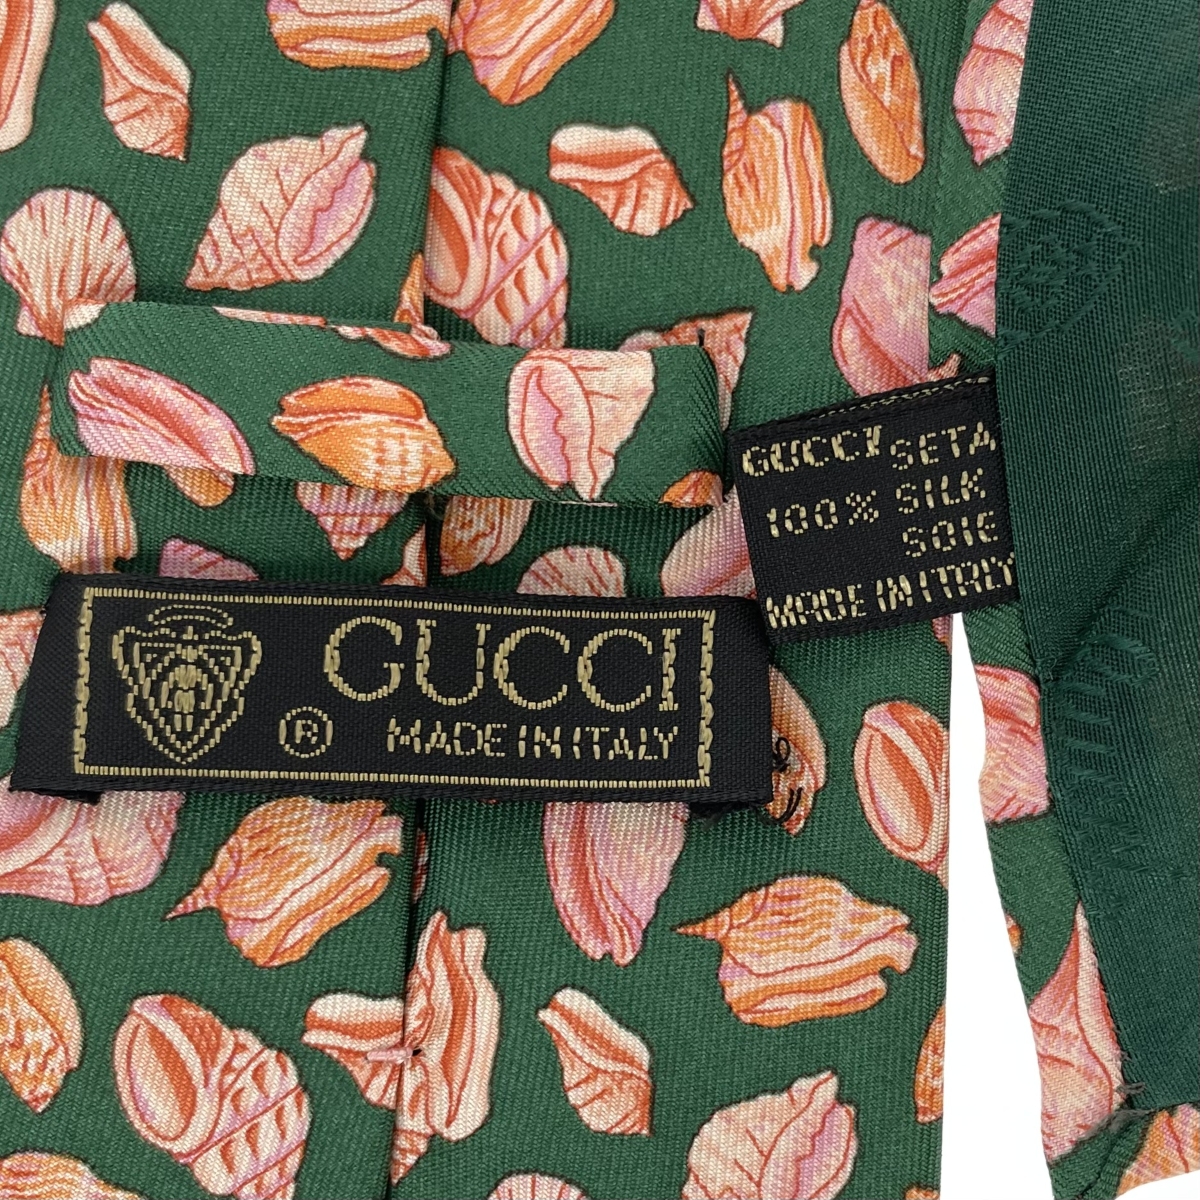 GUCCI SETA
100% SILK
SOIE
MADE IN ITALY
GUCCI
® MADE IN ITALY